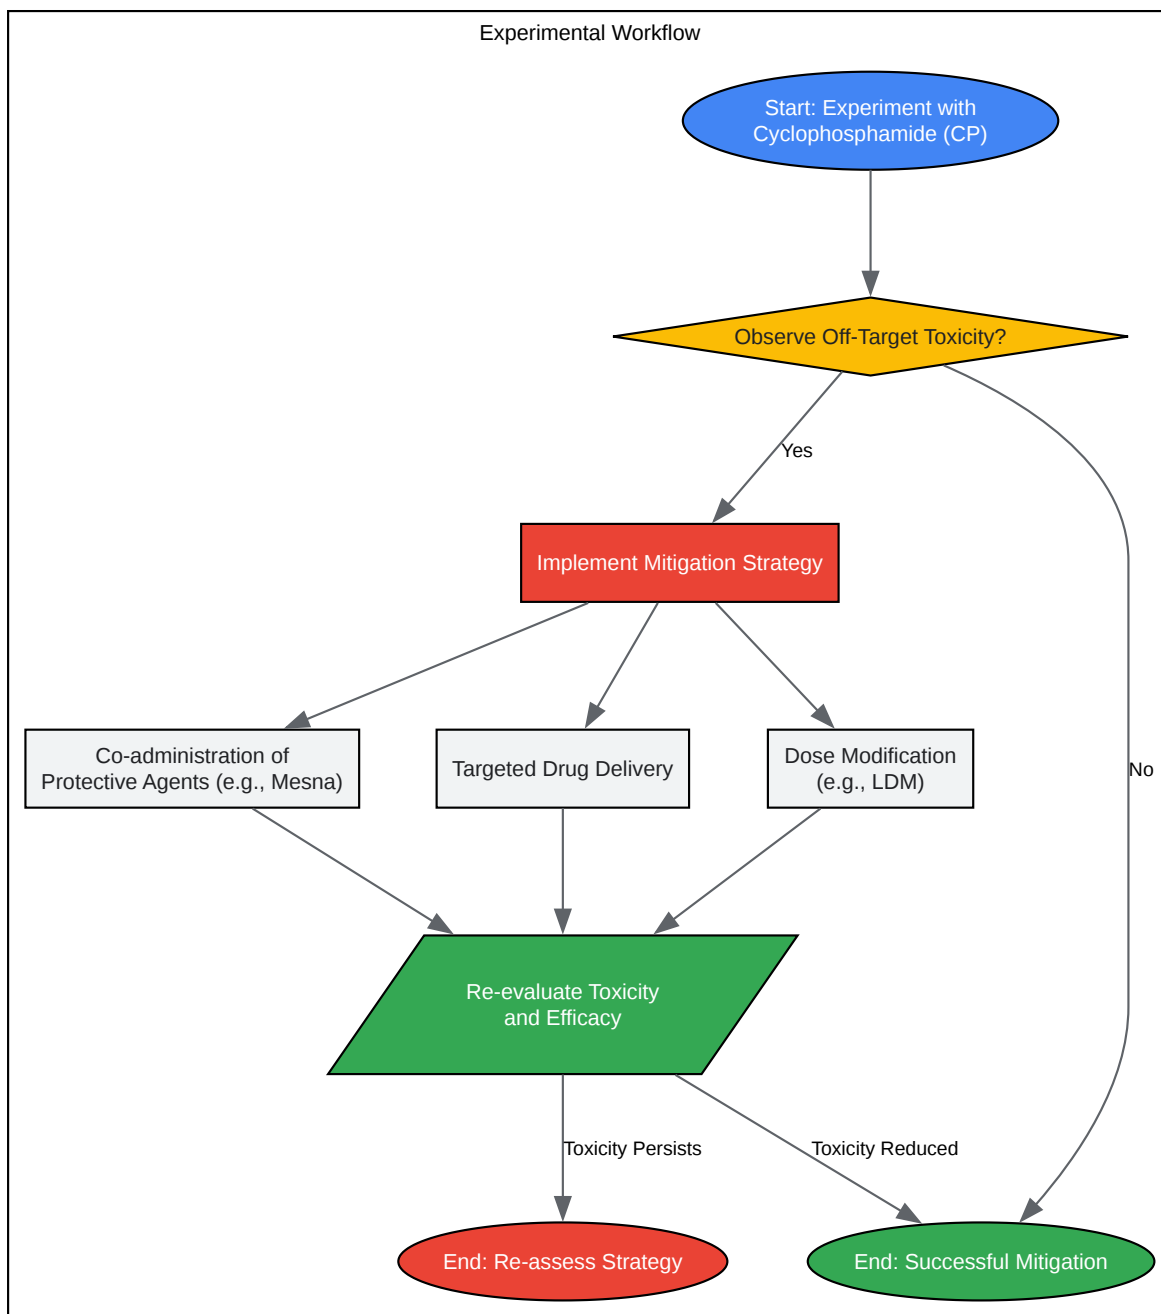 Experimental Workflow
Start: Experiment with
Cyclophosphamide (CP)
Observe Off-Target Toxicity?
Yes
Implement Mitigation Strategy
Co-administration of
Protective Agents (e.g., Mesna)
Targeted Drug Delivery
Dose Modification
(e.g., LDM)
No
Re-evaluate Toxicity
and Efficacy
Toxicity Persists
Toxicity Reduced
End: Re-assess Strategy
End: Successful Mitigation